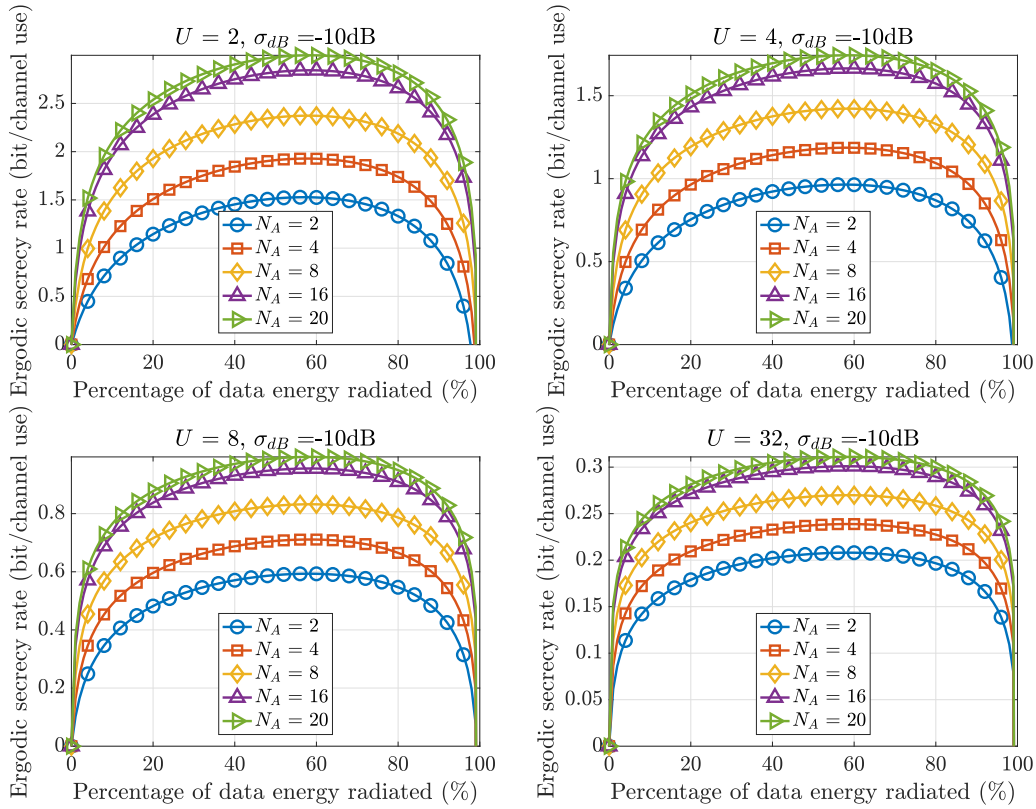 U = 2, σ_dB =-10dB
Ergodic secrecy rate (bit/channel use)
2.5
2
1.5
1
0.5
0
N_A = 2
N_A = 4
N_A = 8
N_A = 16
N_A = 20
0 20 40 60 80 100
Percentage of data energy radiated (%)
U = 4, σ_dB =-10dB
Ergodic secrecy rate (bit/channel use)
1.5
1
0.5
0
N_A = 2
N_A = 4
N_A = 8
N_A = 16
N_A = 20
0 20 40 60 80 100
Percentage of data energy radiated (%)
U = 8, σ_dB =-10dB
Ergodic secrecy rate (bit/channel use)
0.8
0.6
0.4
0.2
0
N_A = 2
N_A = 4
N_A = 8
N_A = 16
N_A = 20
0 20 40 60 80 100
Percentage of data energy radiated (%)
U = 32, σ_dB =-10dB
Ergodic secrecy rate (bit/channel use)
0.3
0.25
0.2
0.15
0.1
0.05
0
N_A = 2
N_A = 4
N_A = 8
N_A = 16
N_A = 20
0 20 40 60 80 100
Percentage of data energy radiated (%)